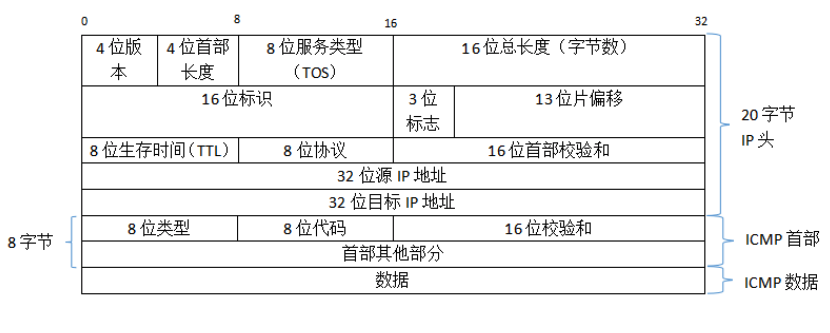 0 8 16 32
4 位版本 4 位首部长度 8 位服务类型（TOS） 16 位总长度（字节数）
16 位标识 3 位标志 13 位片偏移
8 位生存时间（TTL） 8 位协议 16 位首部校验和
32 位源 IP 地址
32 位目标 IP 地址
20 字节
IP 头
8 位类型 8 位代码 16 位校验和
首部其他部分
8 字节
ICMP 首部
数据
ICMP 数据